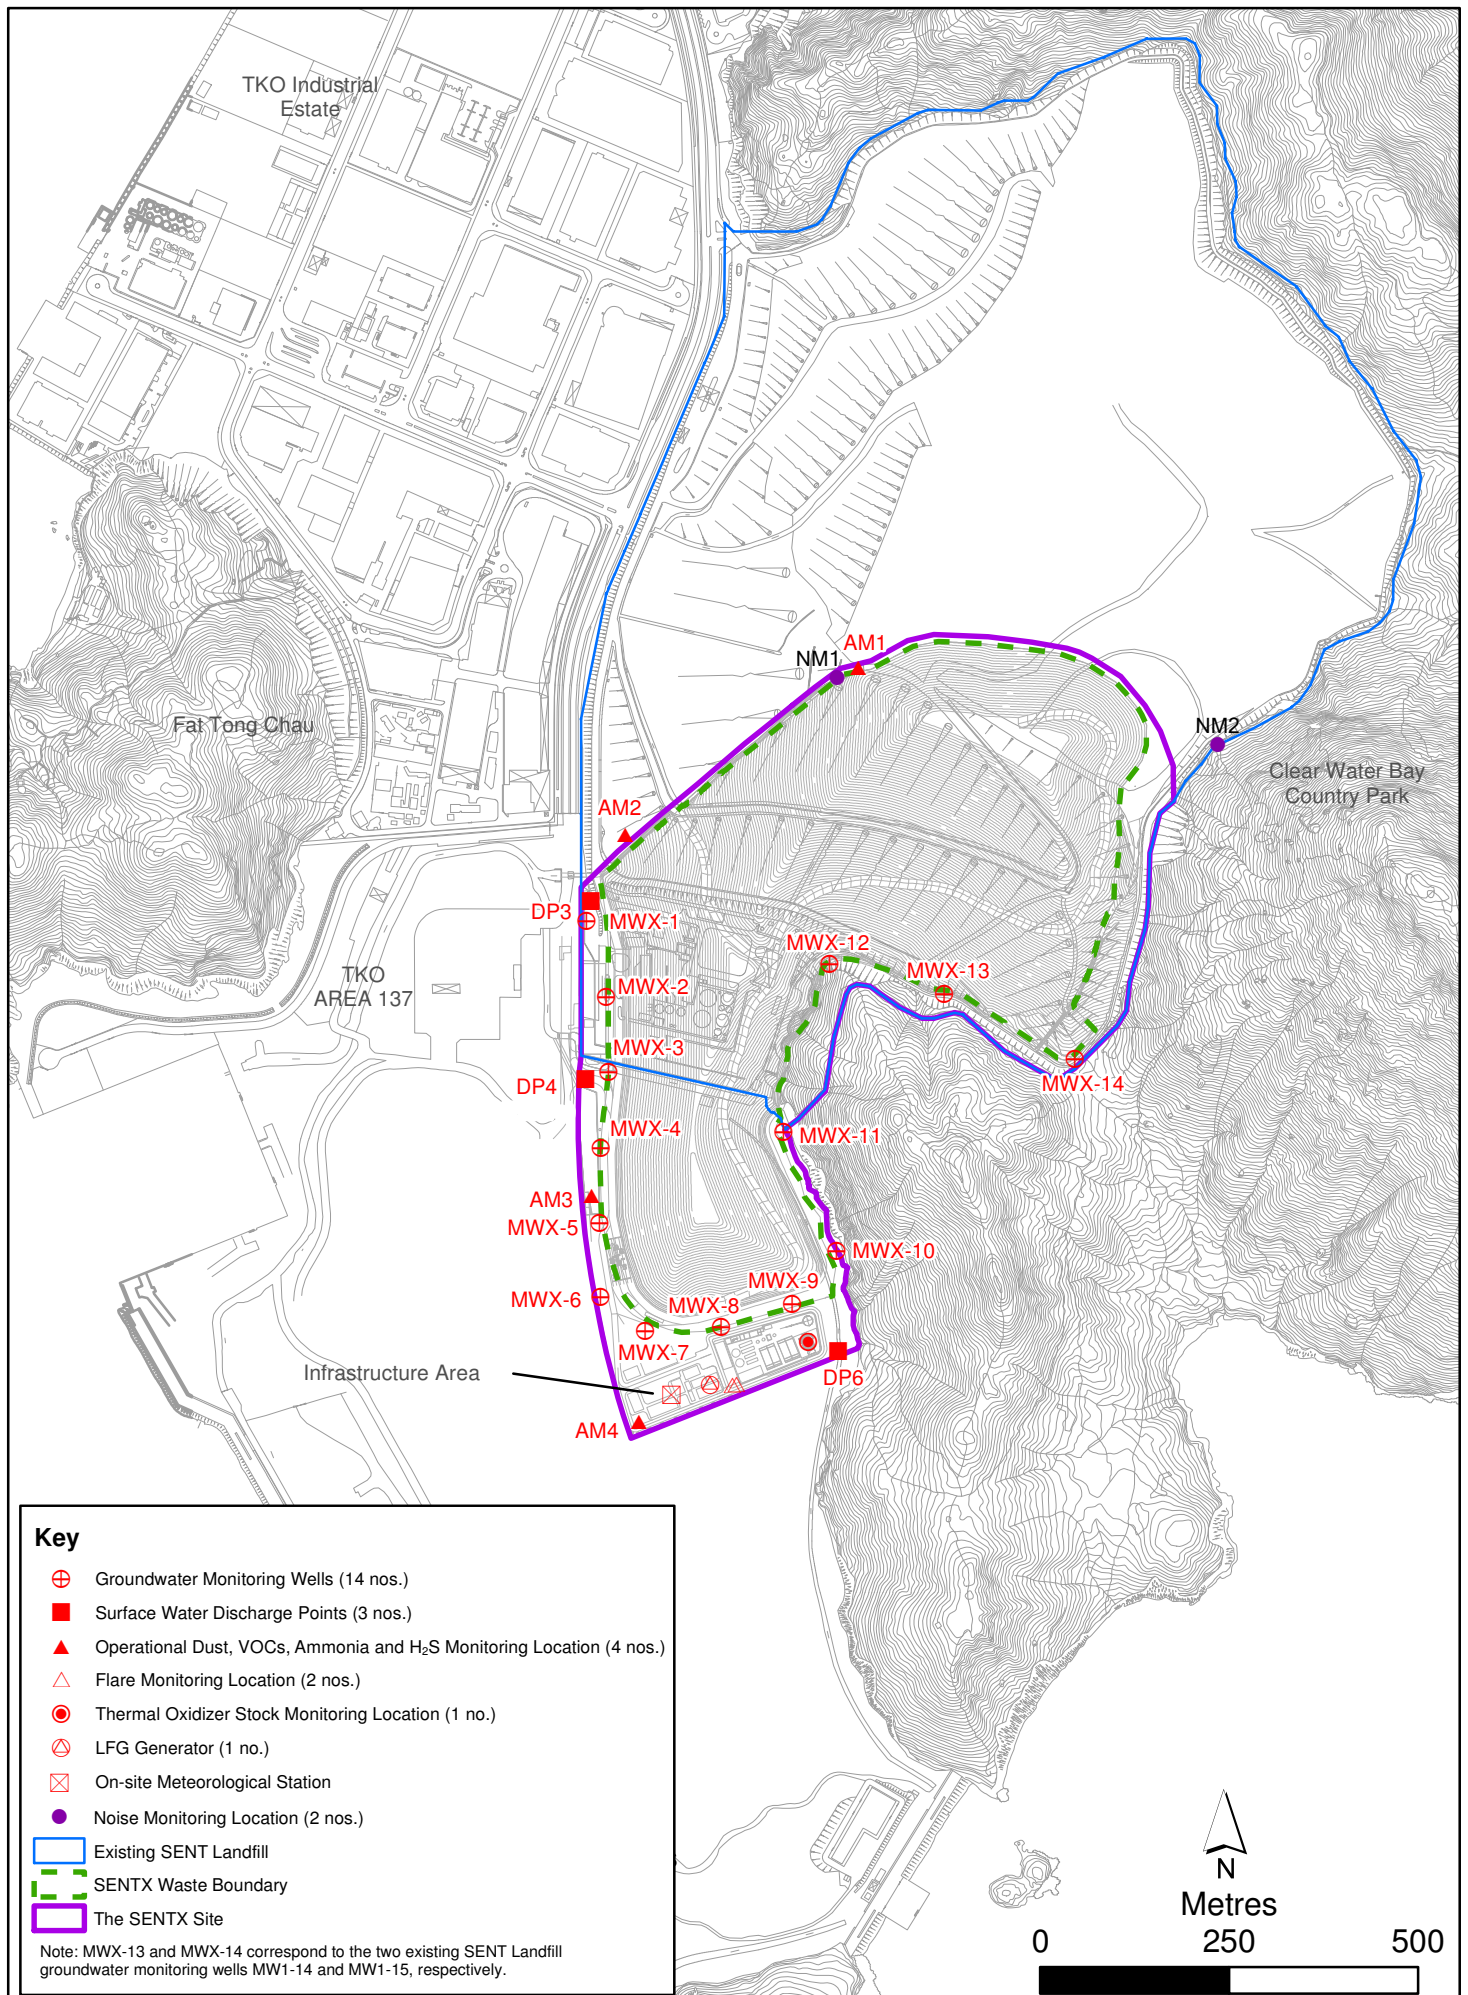 TKO Industrial
Estate
NM1
AM1
Fat Tong Chau
NM2
Clear Water Bay
Country Park
AM2
DP3
MWX-1
MWX-12
MWX-13
TKO
AREA 137
MWX-2
MWX-3
DP4
MWX-14
MWX-4
MWX-11
AM3
MWX-5
MWX-10
MWX-9
MWX-6
MWX-8
MWX-7
Infrastructure Area
DP6
AM4
Key
Groundwater Monitoring Wells (14 nos.)
Surface Water Discharge Points (3 nos.)
Operational Dust, VOCs, Ammonia and H₂S Monitoring Location (4 nos.)
Flare Monitoring Location (2 nos.)
Thermal Oxidizer Stock Monitoring Location (1 no.)
LFG Generator (1 no.)
On-site Meteorological Station
Noise Monitoring Location (2 nos.)
Existing SENT Landfill
SENTX Waste Boundary
The SENTX Site
Note: MWX-13 and MWX-14 correspond to the two existing SENT Landfill
groundwater monitoring wells MW1-14 and MW1-15, respectively.
N
Metres
0 250 500